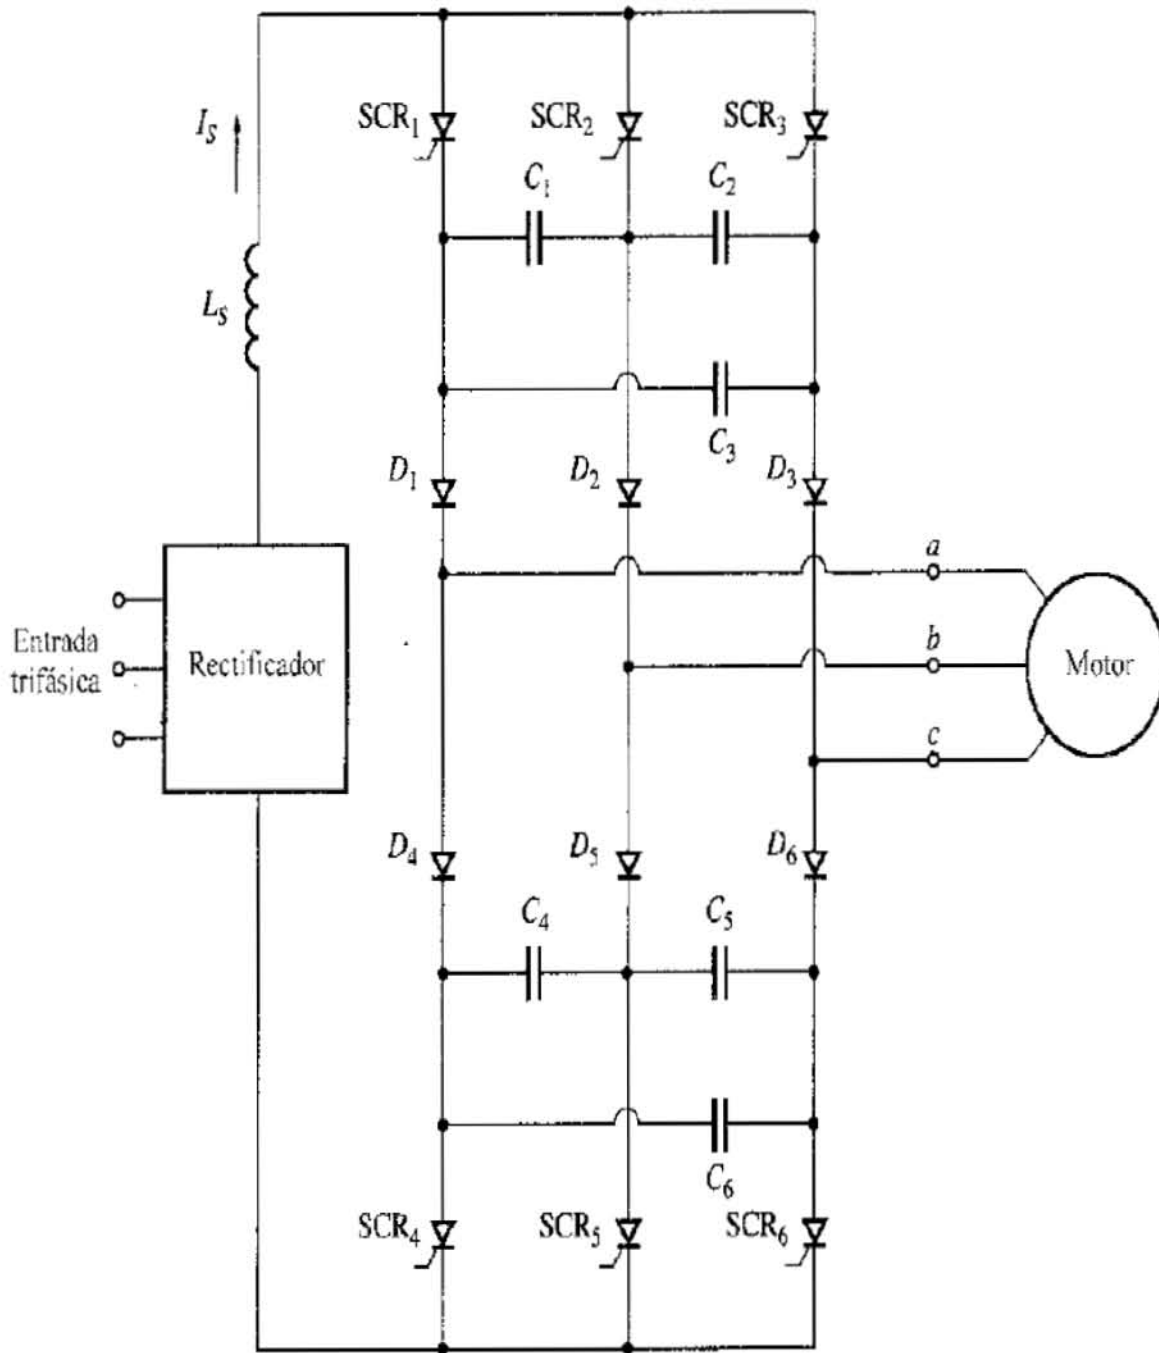 SCR₁
SCR₂
SCR₃
I_S
C₁
C₂
L_S
C₃
D₁
D₂
D₃
a
Entrada
trifásica
Rectificador
b
Motor
c
D₄
D₅
D₆
C₄
C₅
C₆
SCR₄
SCR₅
SCR₆